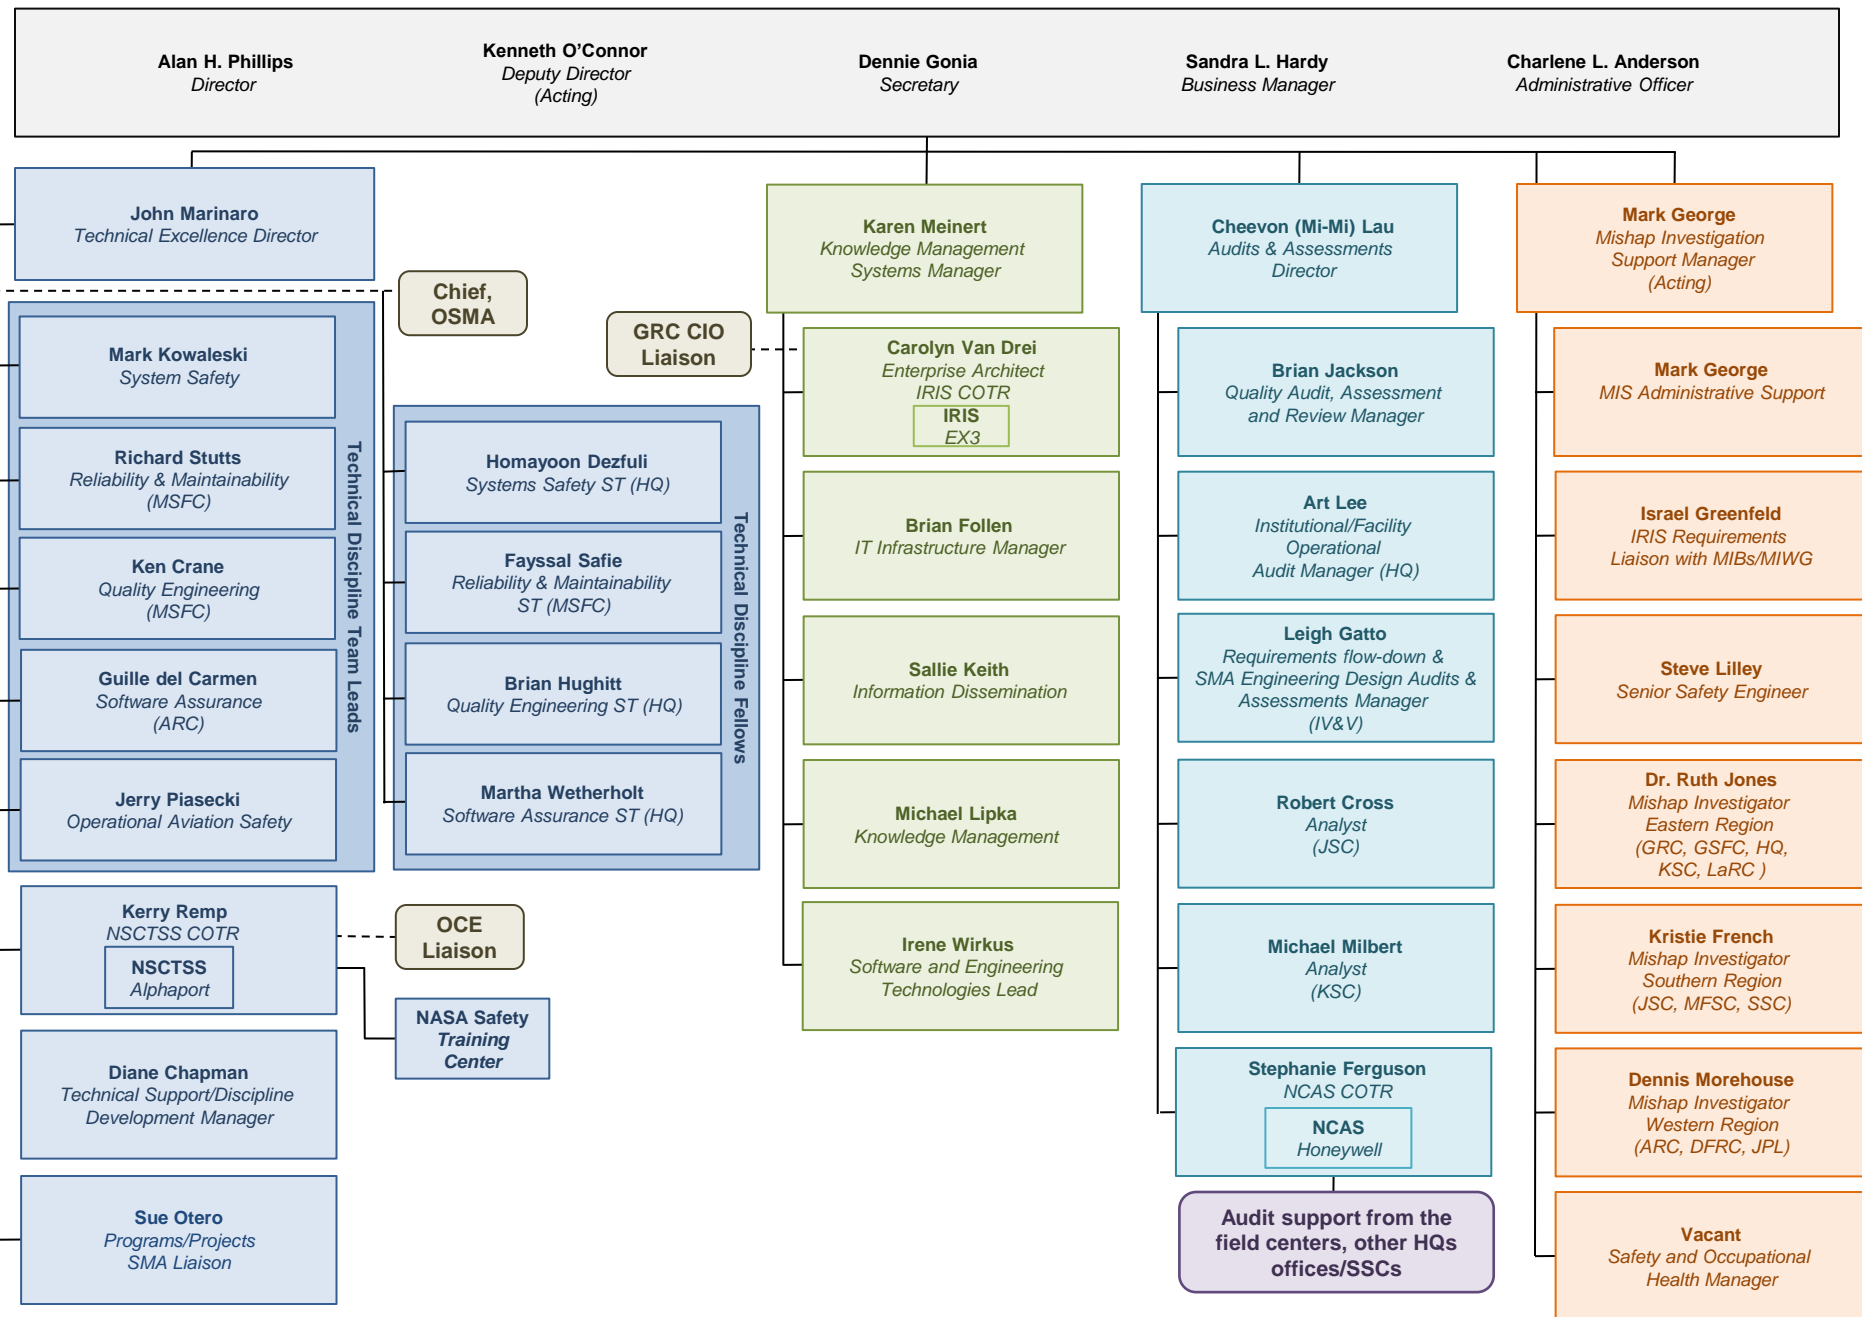 Alan H. Phillips
Director
Kenneth O’Connor
Deputy Director
(Acting)
Dennie Gonia
Secretary
Sandra L. Hardy
Business Manager
Charlene L. Anderson
Administrative Officer
John Marinaro
Technical Excellence Director
Chief,
OSMA
Technical Discipline Team Leads
Mark Kowaleski
System Safety
Richard Stutts
Reliability & Maintainability
(MSFC)
Ken Crane
Quality Engineering
(MSFC)
Guille del Carmen
Software Assurance
(ARC)
Jerry Piasecki
Operational Aviation Safety
Technical Discipline Fellows
Homayoon Dezfuli
Systems Safety ST (HQ)
Fayssal Safie
Reliability & Maintainability
ST (MSFC)
Brian Hughitt
Quality Engineering ST (HQ)
Martha Wetherholt
Software Assurance ST (HQ)
Kerry Remp
NSCTSS COTR
NSCTSS
Alphaport
OCE
Liaison
NASA Safety
Training
Center
Diane Chapman
Technical Support/Discipline
Development Manager
Sue Otero
Programs/Projects
SMA Liaison
Karen Meinert
Knowledge Management
Systems Manager
GRC CIO
Liaison
Carolyn Van Drei
Enterprise Architect
IRIS COTR
IRIS
EX3
Brian Follen
IT Infrastructure Manager
Sallie Keith
Information Dissemination
Michael Lipka
Knowledge Management
Irene Wirkus
Software and Engineering
Technologies Lead
Cheevon (Mi-Mi) Lau
Audits & Assessments
Director
Brian Jackson
Quality Audit, Assessment
and Review Manager
Art Lee
Institutional/Facility
Operational
Audit Manager (HQ)
Leigh Gatto
Requirements flow-down &
SMA Engineering Design Audits &
Assessments Manager
(IV&V)
Robert Cross
Analyst
(JSC)
Michael Milbert
Analyst
(KSC)
Stephanie Ferguson
NCAS COTR
NCAS
Honeywell
Audit support from the
field centers, other HQs
offices/SSCs
Mark George
Mishap Investigation
Support Manager
(Acting)
Mark George
MIS Administrative Support
Israel Greenfeld
IRIS Requirements
Liaison with MIBs/MIWG
Steve Lilley
Senior Safety Engineer
Dr. Ruth Jones
Mishap Investigator
Eastern Region
(GRC, GSFC, HQ,
KSC, LaRC )
Kristie French
Mishap Investigator
Southern Region
(JSC, MFSC, SSC)
Dennis Morehouse
Mishap Investigator
Western Region
(ARC, DFRC, JPL)
Vacant
Safety and Occupational
Health Manager